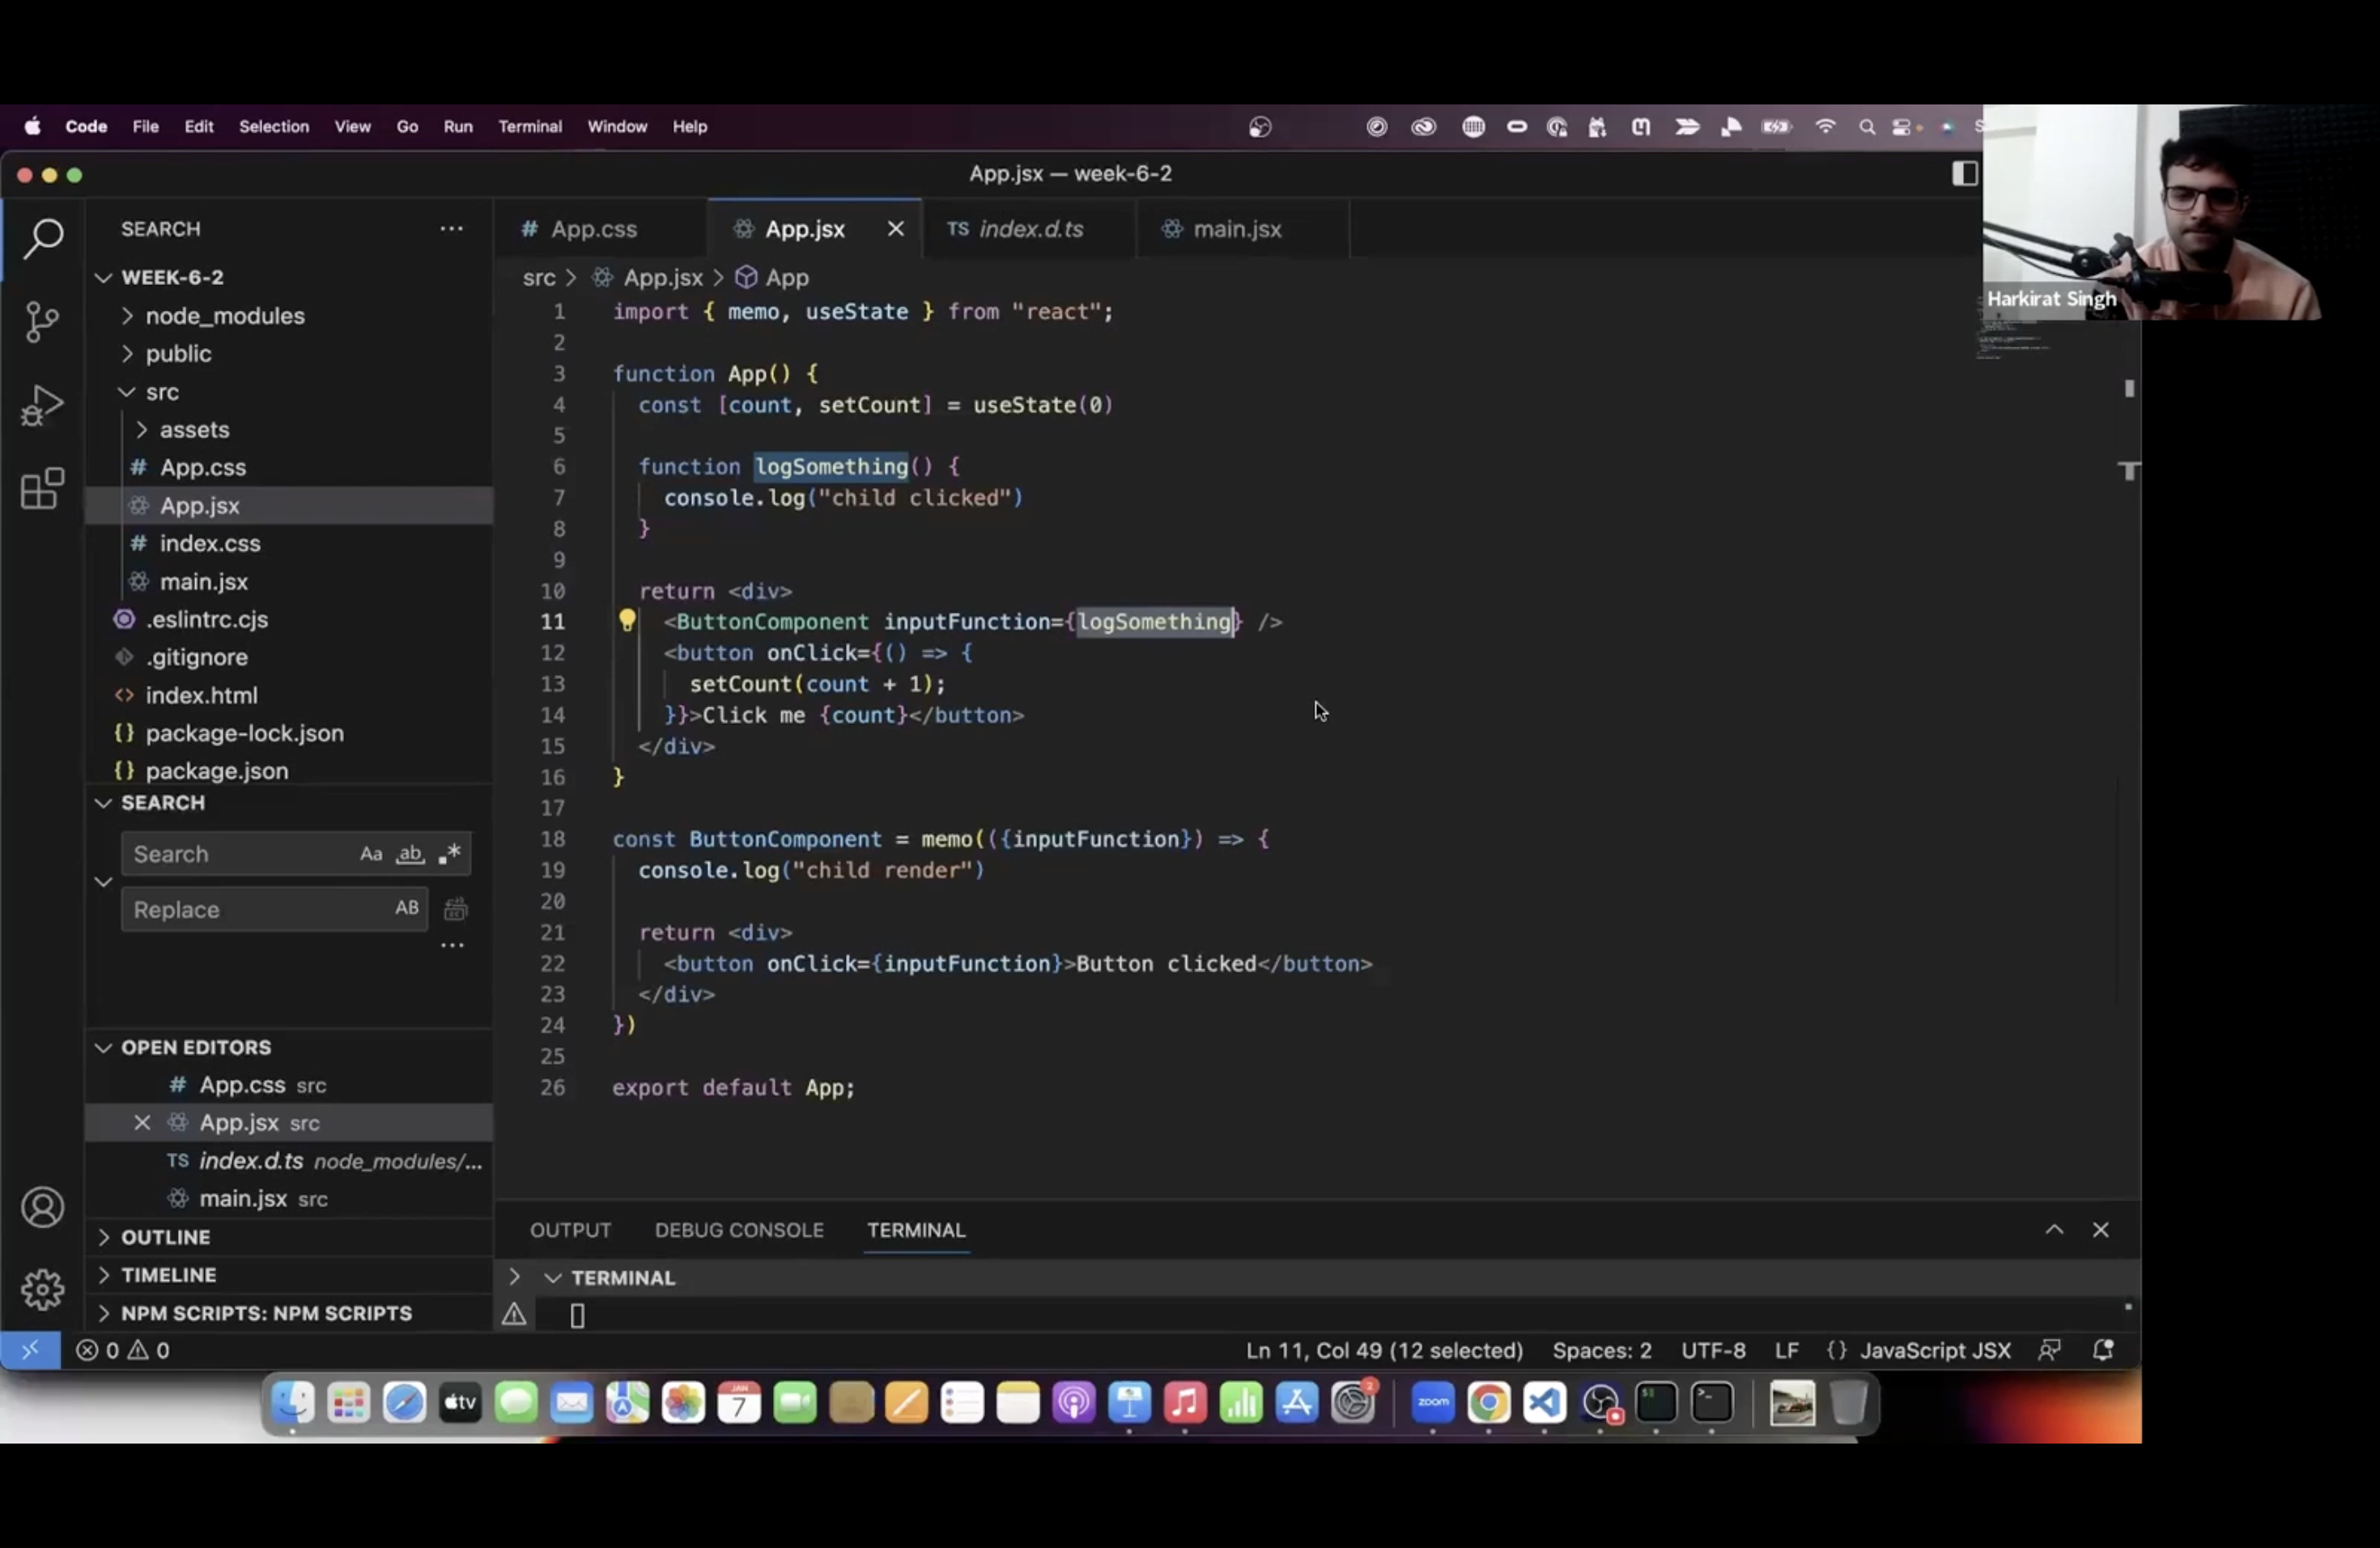 Code File Edit Selection View Go Run Terminal Window Help
App.jsx — week-6-2
Harkirat Singh
SEARCH
WEEK-6-2
node_modules
public
src
assets
# App.css
App.jsx
# index.css
main.jsx
.eslintrc.cjs
.gitignore
<> index.html
{} package-lock.json
{} package.json
SEARCH
Search Aa ab .*
Replace AB
OPEN EDITORS
# App.css src
App.jsx src
TS index.d.ts node_modules/...
main.jsx src
OUTLINE
TIMELINE
NPM SCRIPTS: NPM SCRIPTS
# App.css App.jsx TS index.d.ts main.jsx
src > App.jsx > App
1 import { memo, useState } from "react";
2
3 function App() {
4 const [count, setCount] = useState(0)
5
6 function logSomething() {
7 console.log("child clicked")
8 }
9
10 return <div>
11 <ButtonComponent inputFunction={logSomething} />
12 <button onClick={() => {
13 setCount(count + 1);
14 }}>Click me {count}</button>
15 </div>
16 }
17
18 const ButtonComponent = memo(({inputFunction}) => {
19 console.log("child render")
20
21 return <div>
22 <button onClick={inputFunction}>Button clicked</button>
23 </div>
24 })
25
26 export default App;
OUTPUT DEBUG CONSOLE TERMINAL
TERMINAL
0 0
Ln 11, Col 49 (12 selected) Spaces: 2 UTF-8 LF {} JavaScript JSX
tv
JAN
7
2
zoom